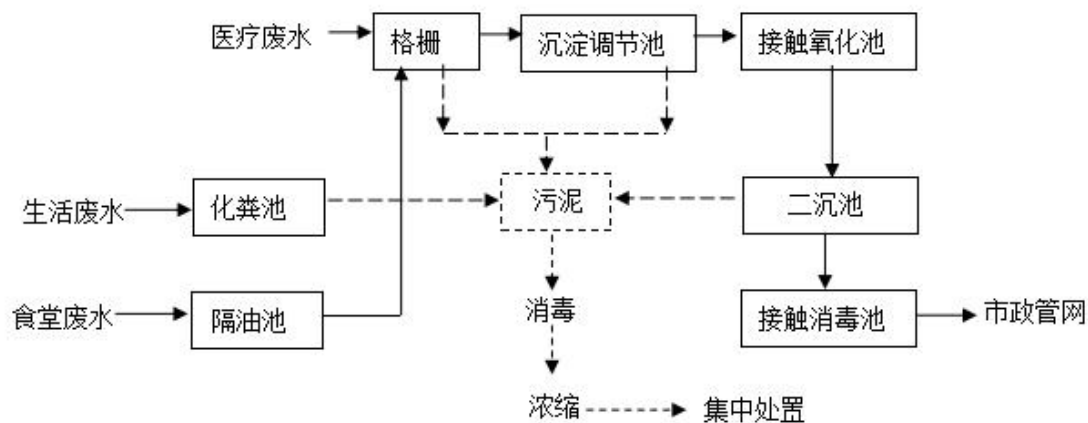 医疗废水
格栅
沉淀调节池
接触氧化池
生活废水
化粪池
污泥
二沉池
食堂废水
隔油池
消毒
接触消毒池
市政管网
浓缩
集中处置